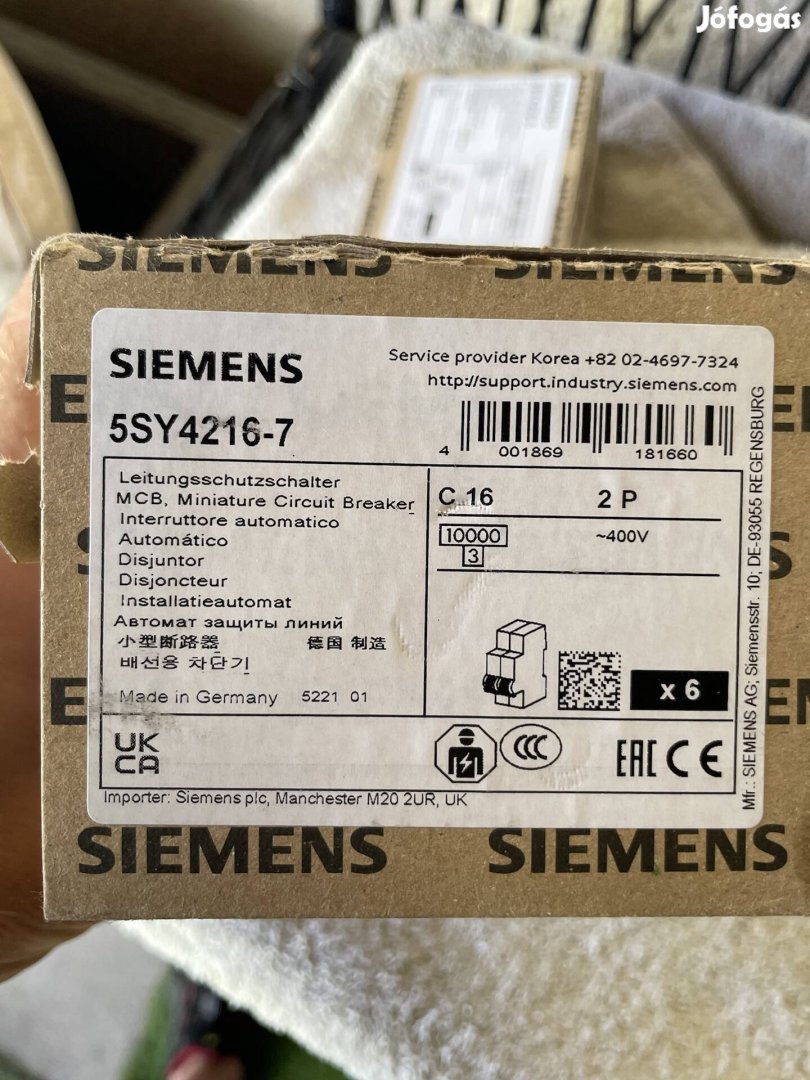 Jófogás
SIEMENS SIEMENS
SIEMENS
Service provider Korea +82 02-4697-7324
http://support.industry.siemens.com
5SY4216-7
4 001869 181660
Leitungsschutzschalter
MCB, Miniature Circuit Breaker
Interruttore automatico
Automático
Disjuntor
Disjoncteur
Installatieautomat
Автомат защиты линий
小型断路器 德国 制造
배선용 차단기
Made in Germany 5221 01
C 16 2 P
10000 ~400V
3
x 6
UK
CA
CCC
EAC CE
Importer: Siemens plc, Manchester M20 2UR, UK
Mfr.: SIEMENS AG; Siemensstr. 10; DE-93055 REGENSBURG
SIEMENS SIEMENS